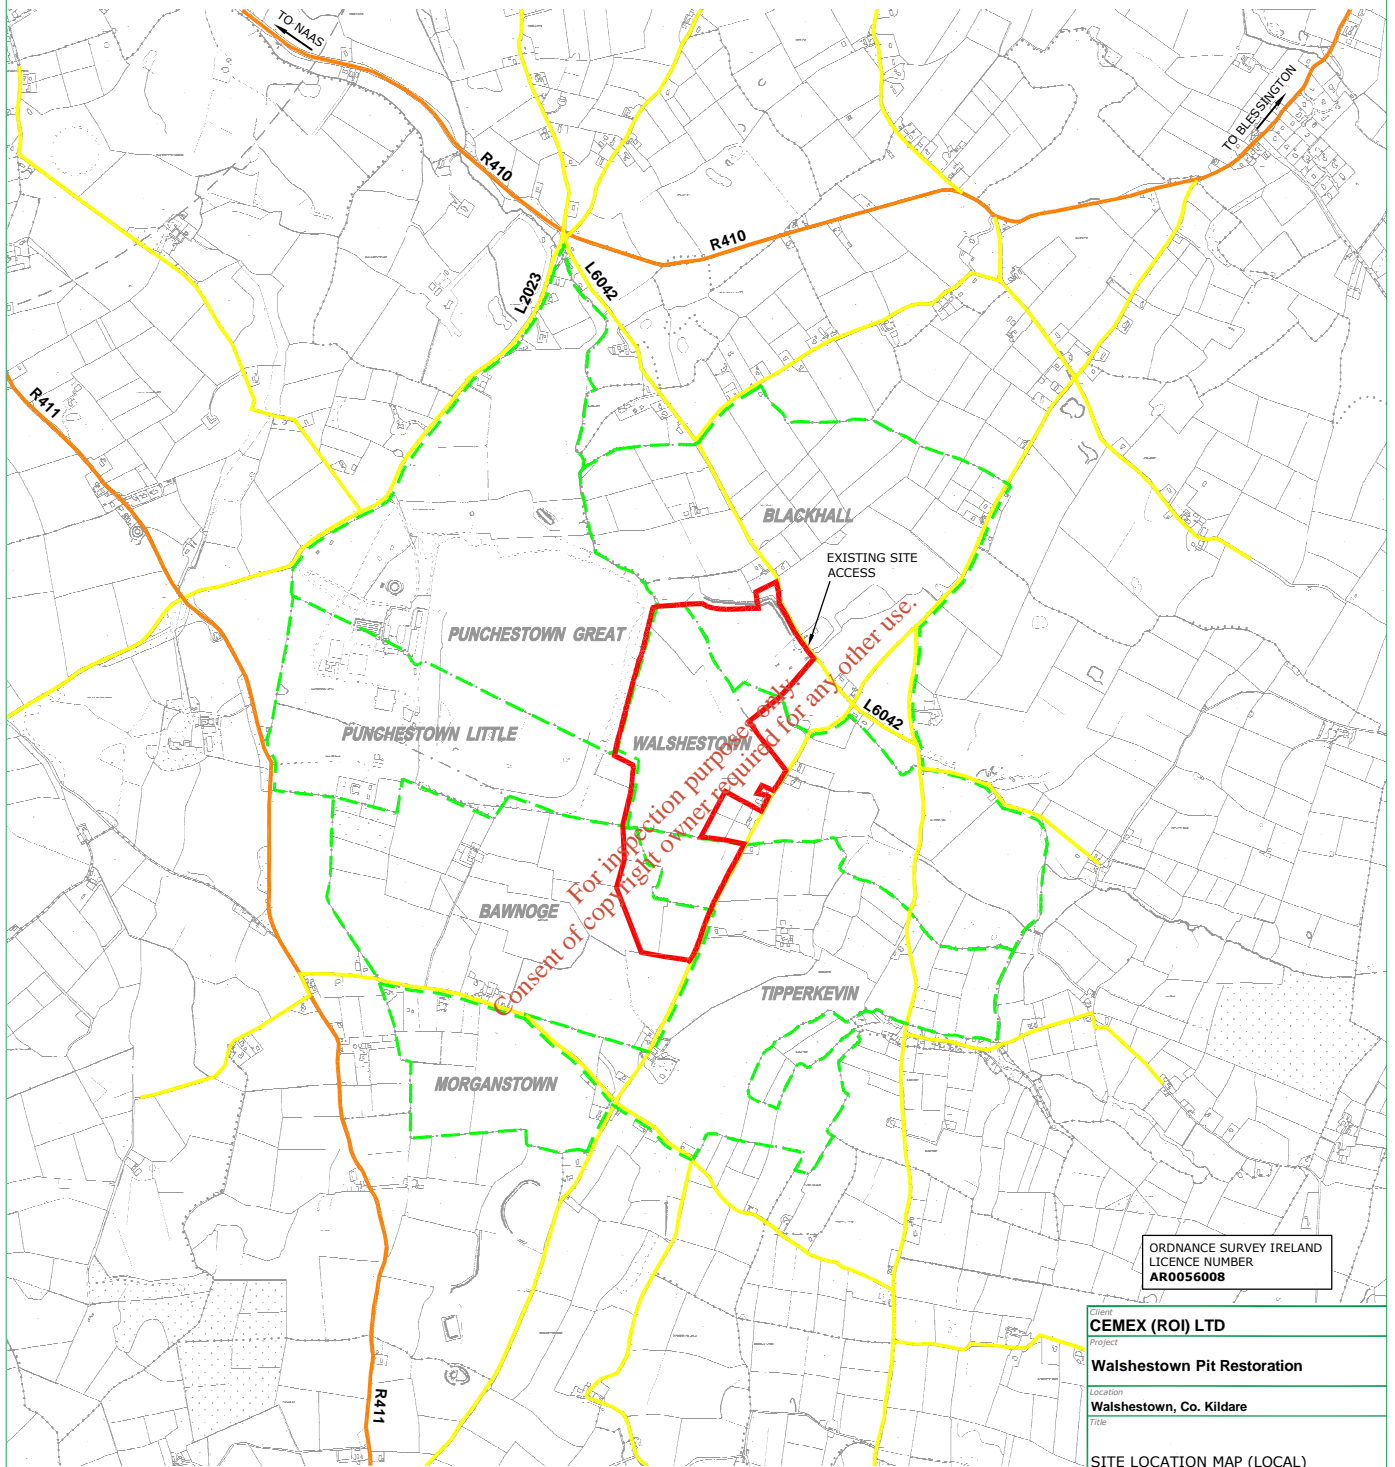 TO NAAS
TO BLESSINGTON
R410
R410
L2023
L6042
R411
BLACKHALL
EXISTING SITE
ACCESS
PUNCHESTOWN GREAT
PUNCHESTOWN LITTLE
WALSHESTOWN
L6042
For inspection purposes only.
Consent of copyright owner required for any other use.
BAWNOGE
TIPPERKEVIN
MORGANSTOWN
R411
ORDNANCE SURVEY IRELAND
LICENCE NUMBER
AR0056008
Client
CEMEX (ROI) LTD
Project
Walshestown Pit Restoration
Location
Walshestown, Co. Kildare
Title
SITE LOCATION MAP (LOCAL)